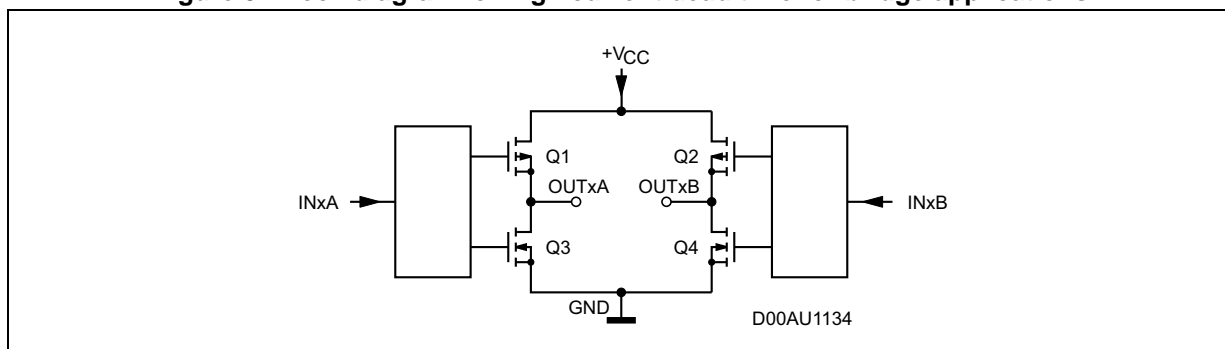 +VCC
Q1
Q2
OUTxA
OUTxB
INxA
INxB
Q3
Q4
GND
D00AU1134